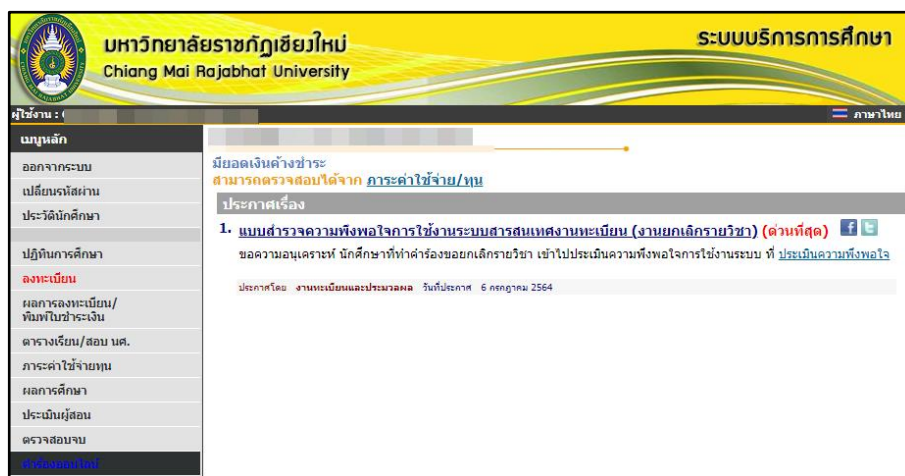 มหาวิทยาลัยราชภัฏเชียงใหม่
Chiang Mai Rajabhat University
ระบบบริการการศึกษา
ผู้ใช้งาน :
ภาษาไทย
เมนูหลัก
ออกจากระบบ
เปลี่ยนรหัสผ่าน
ประวัตินักศึกษา
ปฏิทินการศึกษา
ลงทะเบียน
ผลการลงทะเบียน/
พิมพ์ใบชำระเงิน
ตารางเรียน/สอบ นศ.
ภาระค่าใช้จ่ายทุน
ผลการศึกษา
ประเมินผู้สอน
ตรวจสอบจบ
คำร้องออนไลน์
มียอดเงินค้างชำระ
สามารถตรวจสอบได้จาก ภาระค่าใช้จ่าย/ทุน
ประกาศเรื่อง
1. แบบสำรวจความพึงพอใจการใช้งานระบบสารสนเทศงานทะเบียน (งานยกเลิกรายวิชา) (ด่วนที่สุด)
ขอความอนุเคราะห์ นักศึกษาที่ทำคำร้องขอยกเลิกรายวิชา เข้าไปประเมินความพึงพอใจการใช้งานระบบ ที่ ประเมินความพึงพอใจ
ประกาศโดย งานทะเบียนและประมวลผล วันที่ประกาศ 6 กรกฎาคม 2564